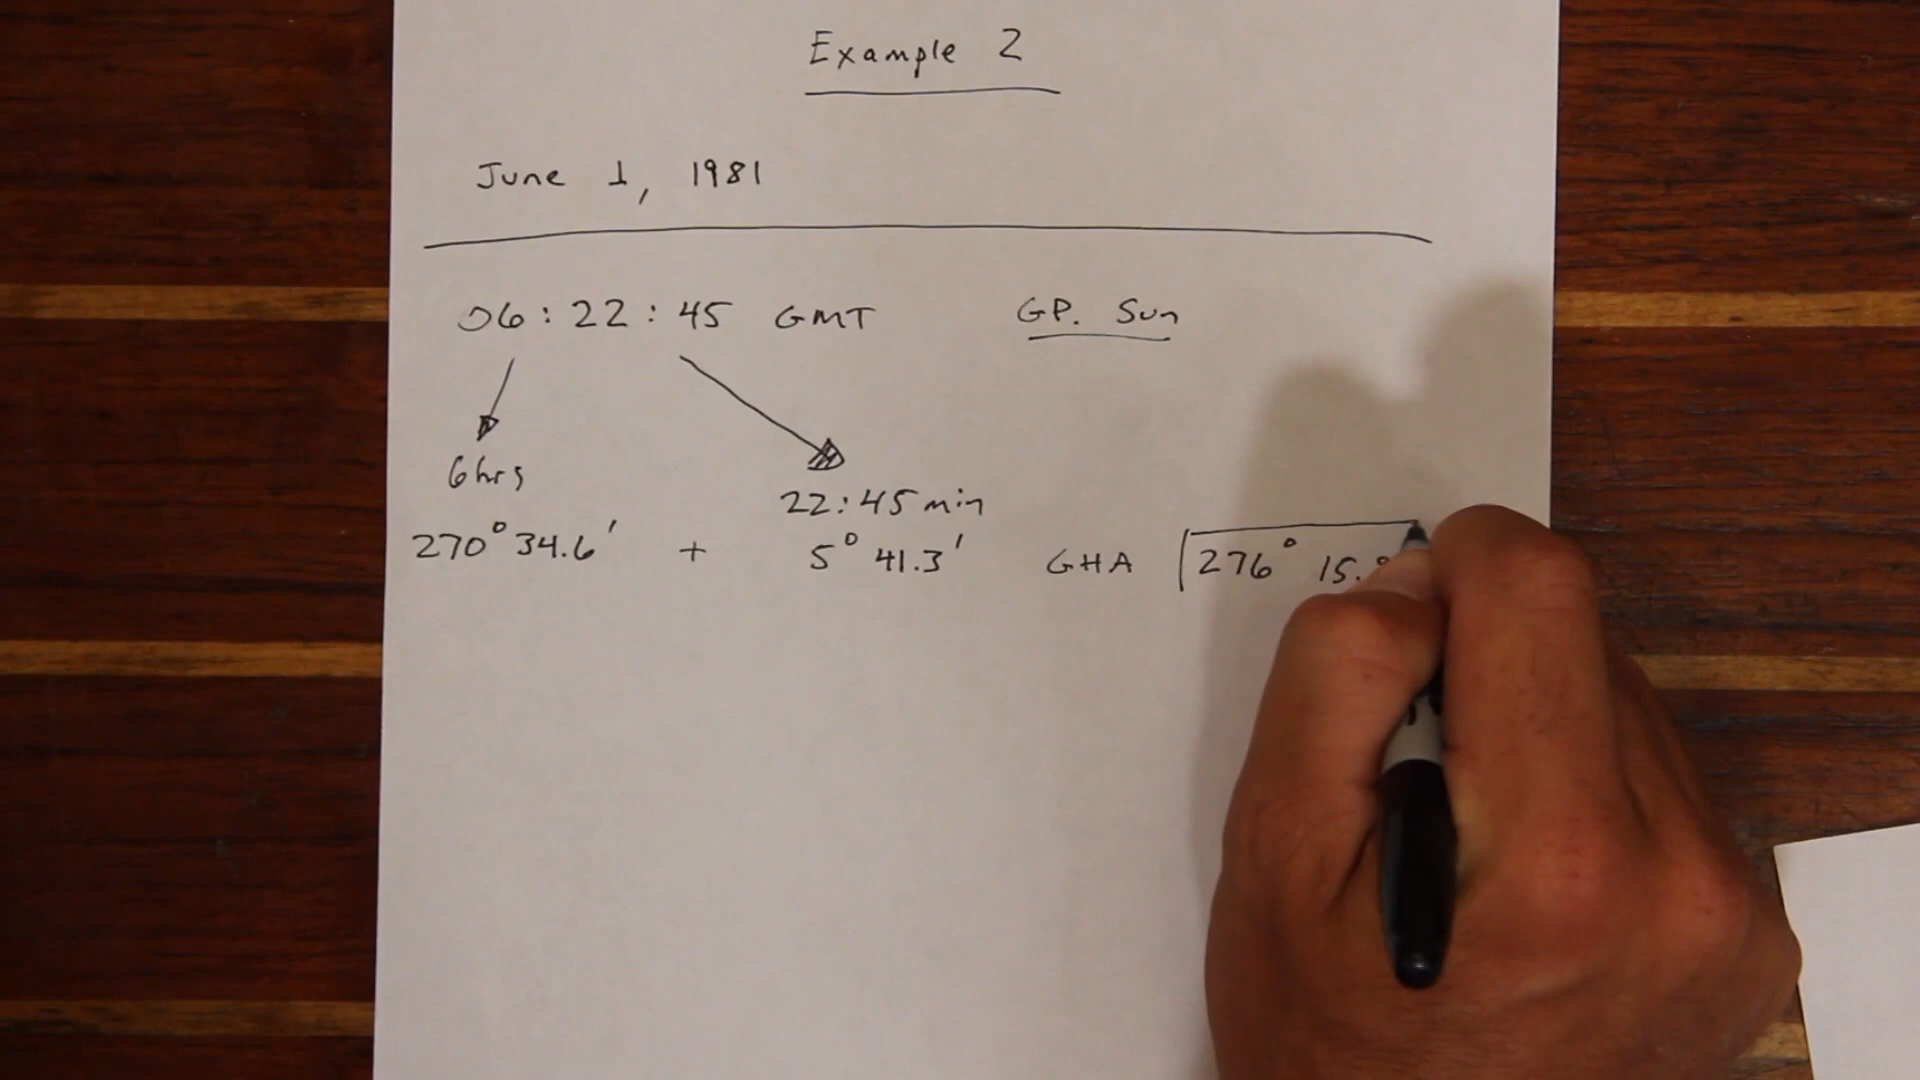 Example 2
June 1, 1981
06:22:45 GMT GP. Sun
6hrs
22:45 min
270° 34.6' + 5° 41.3' GHA 276° 15.